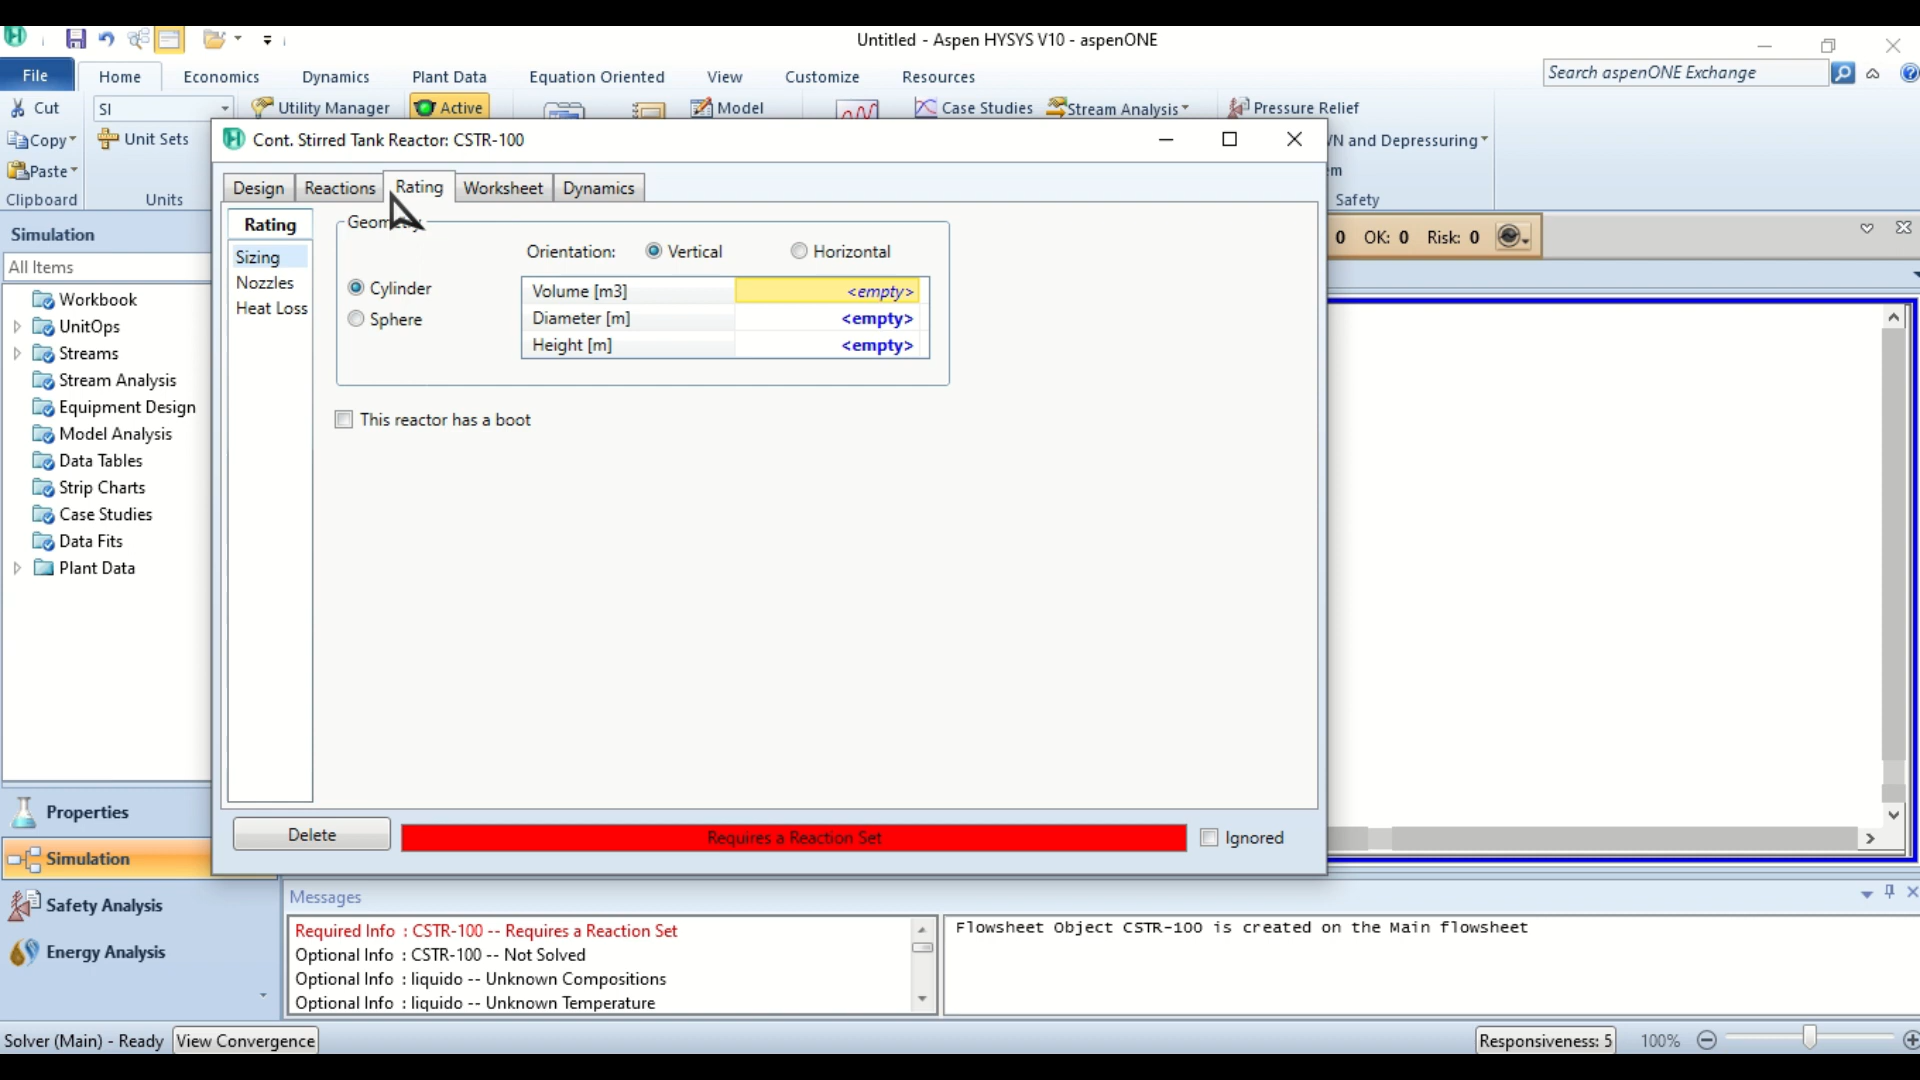 Untitled - Aspen HYSYS V10 - aspenONE
File Home Economics Dynamics Plant Data Equation Oriented View Customize Resources
Search aspenONE Exchange
Cut SI Utility Manager Active Model Case Studies Stream Analysis Pressure Relief
Copy Unit Sets
Paste
Clipboard Units
and Depressuring
Safety
Cont. Stirred Tank Reactor: CSTR-100
Design Reactions Rating Worksheet Dynamics
Rating
Sizing
Nozzles
Heat Loss
Orientation: Vertical Horizontal
Cylinder
Sphere
Volume [m3] <empty>
Diameter [m] <empty>
Height [m] <empty>
This reactor has a boot
Delete
Requires a Reaction Set
Ignored
0 OK: 0 Risk: 0
Simulation
All Items
Workbook
UnitOps
Streams
Stream Analysis
Equipment Design
Model Analysis
Data Tables
Strip Charts
Case Studies
Data Fits
Plant Data
Properties
Simulation
Safety Analysis
Energy Analysis
Messages
Required Info : CSTR-100 -- Requires a Reaction Set
Optional Info : CSTR-100 -- Not Solved
Optional Info : liquido -- Unknown Compositions
Optional Info : liquido -- Unknown Temperature
Flowsheet Object CSTR-100 is created on the Main flowsheet
Solver (Main) - Ready View Convergence
Responsiveness: 5 100%